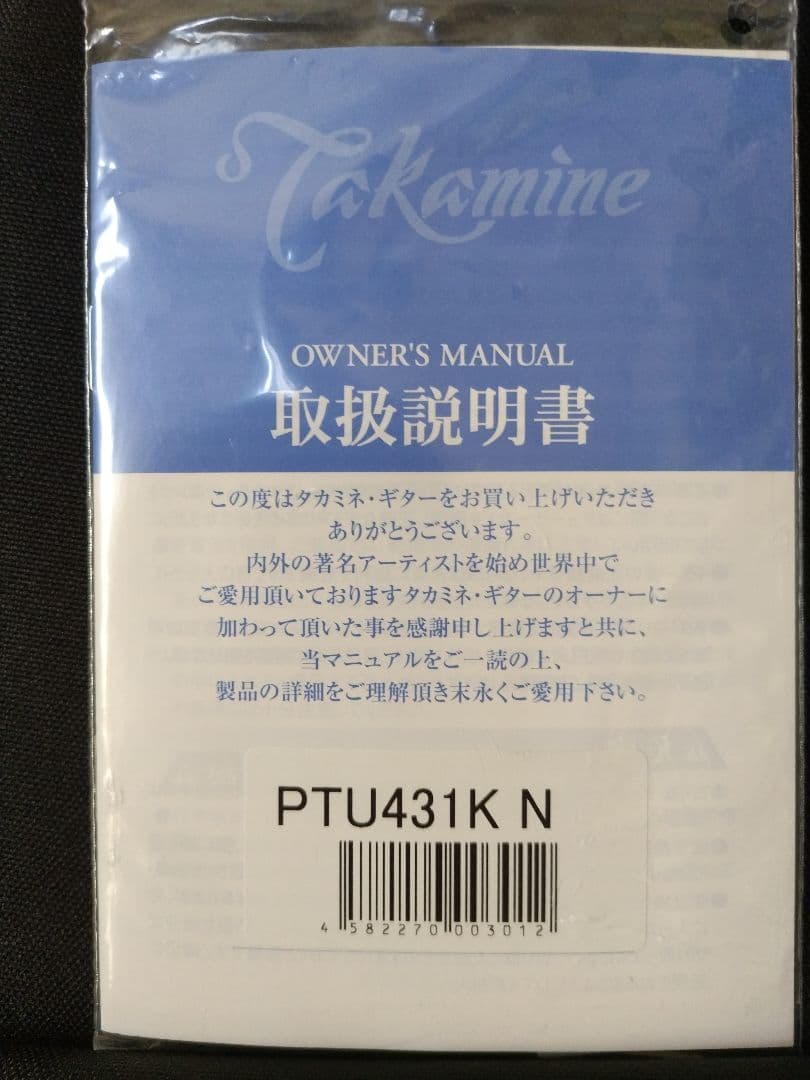 Takamine
OWNER'S MANUAL
取扱説明書
この度はタカミネ・ギターをお買い上げいただき
ありがとうございます。
内外の著名アーティストを始め世界中で
ご愛用頂いておりますタカミネ・ギターのオーナーに
加わって頂いた事を感謝申し上げますと共に、
当マニュアルをご一読の上、
製品の詳細をご理解頂き末永くご愛用下さい。
PTU431K N
4 582270 003012